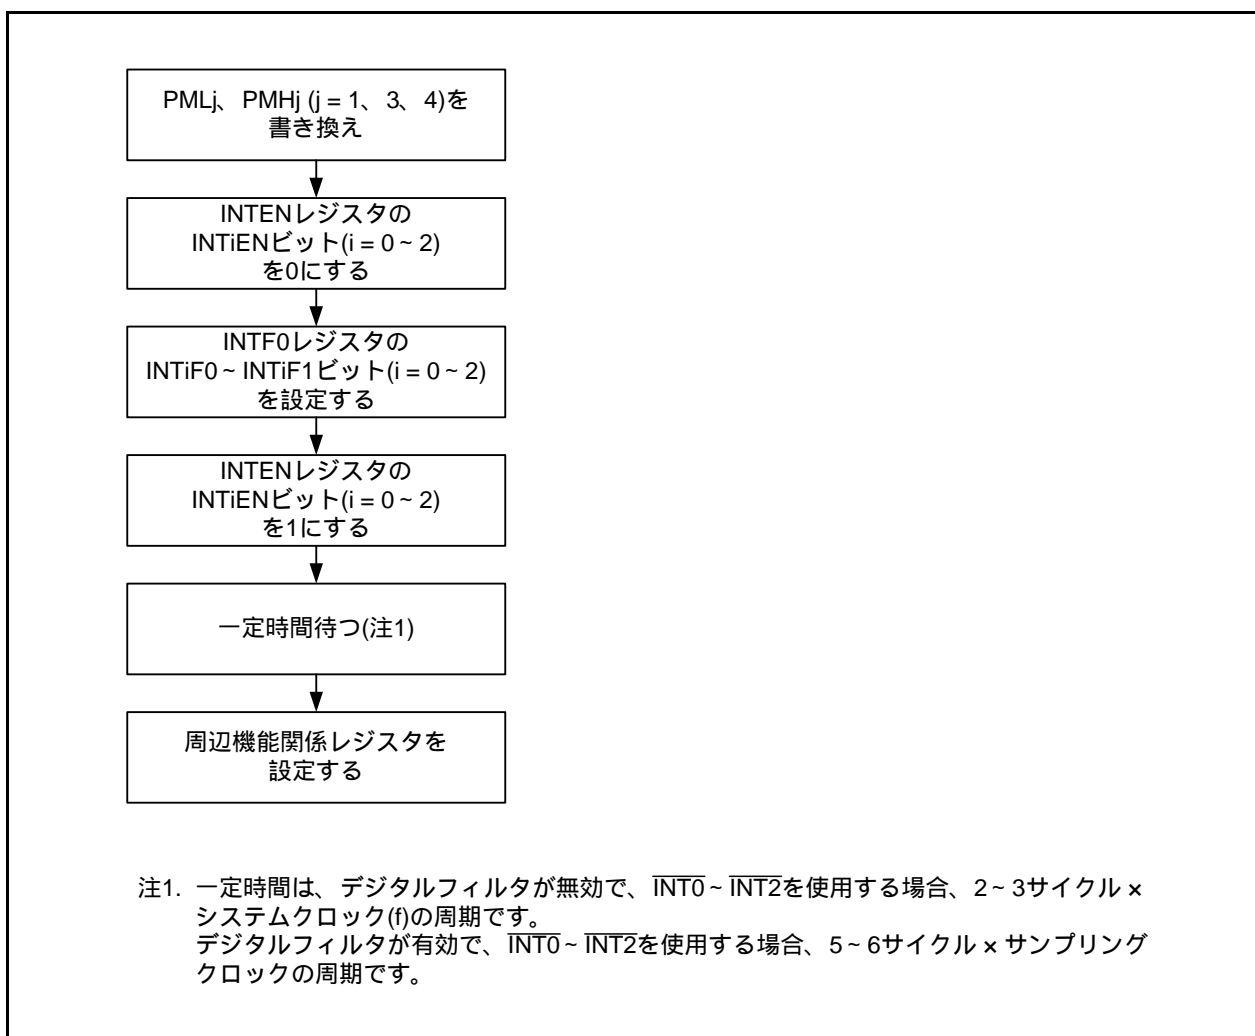 PMLj、PMHj (j = 1、3、4)を
書き換え
INTENレジスタの
INTiENビット(i = 0 ~ 2)
を0にする
INTF0レジスタの
INTiF0 ~ INTiF1ビット(i = 0 ~ 2)
を設定する
INTENレジスタの
INTiENビット(i = 0 ~ 2)
を1にする
一定時間待つ(注1)
周辺機能関係レジスタを
設定する
注1. 一定時間は、デジタルフィルタが無効で、INT0 ~ INT2を使用する場合、2 ~ 3サイクル ×
システムクロック(f)の周期です。
デジタルフィルタが有効で、INT0 ~ INT2を使用する場合、5 ~ 6サイクル × サンプリング
クロックの周期です。